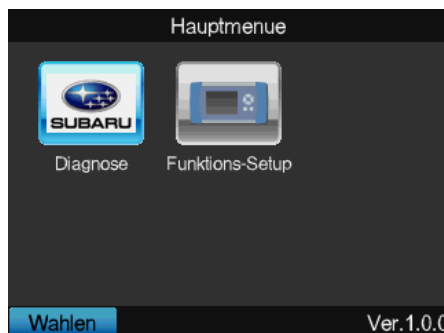 Hauptmenue
SUBARU
Diagnose
Funktions-Setup
Wahlen
Ver.1.0.0